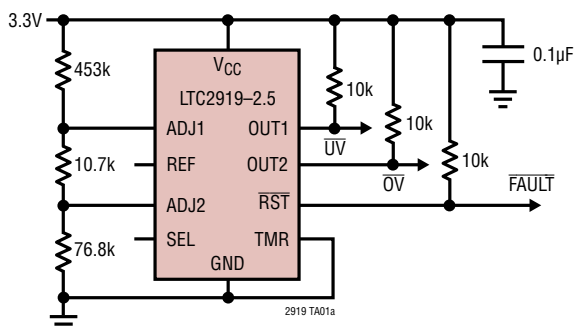 3.3V
453k
VCC
0.1µF
10k
LTC2919–2.5
ADJ1
OUT1
10k
UV
10.7k
REF
OUT2
10k
OV
ADJ2
RST
FAULT
76.8k
SEL
TMR
GND
2919 TA01a